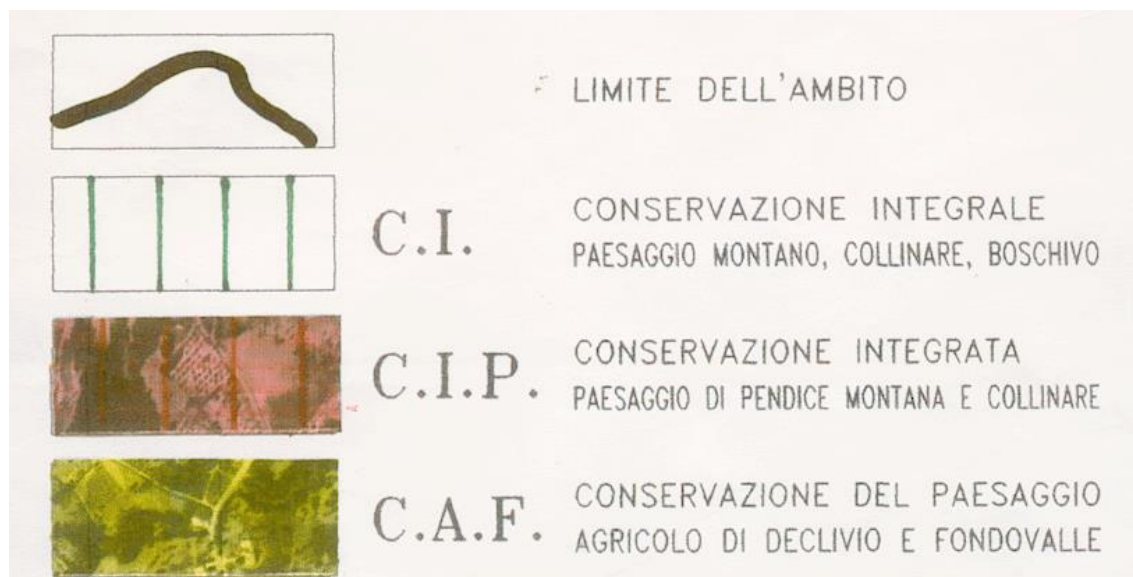 LIMITE DELL'AMBITO
C.I.
CONSERVAZIONE INTEGRALE
PAESAGGIO MONTANO, COLLINARE, BOSCHIVO
C.I.P.
CONSERVAZIONE INTEGRATA
PAESAGGIO DI PENDICE MONTANA E COLLINARE
C.A.F.
CONSERVAZIONE DEL PAESAGGIO
AGRICOLO DI DECLIVIO E FONDOVALLE